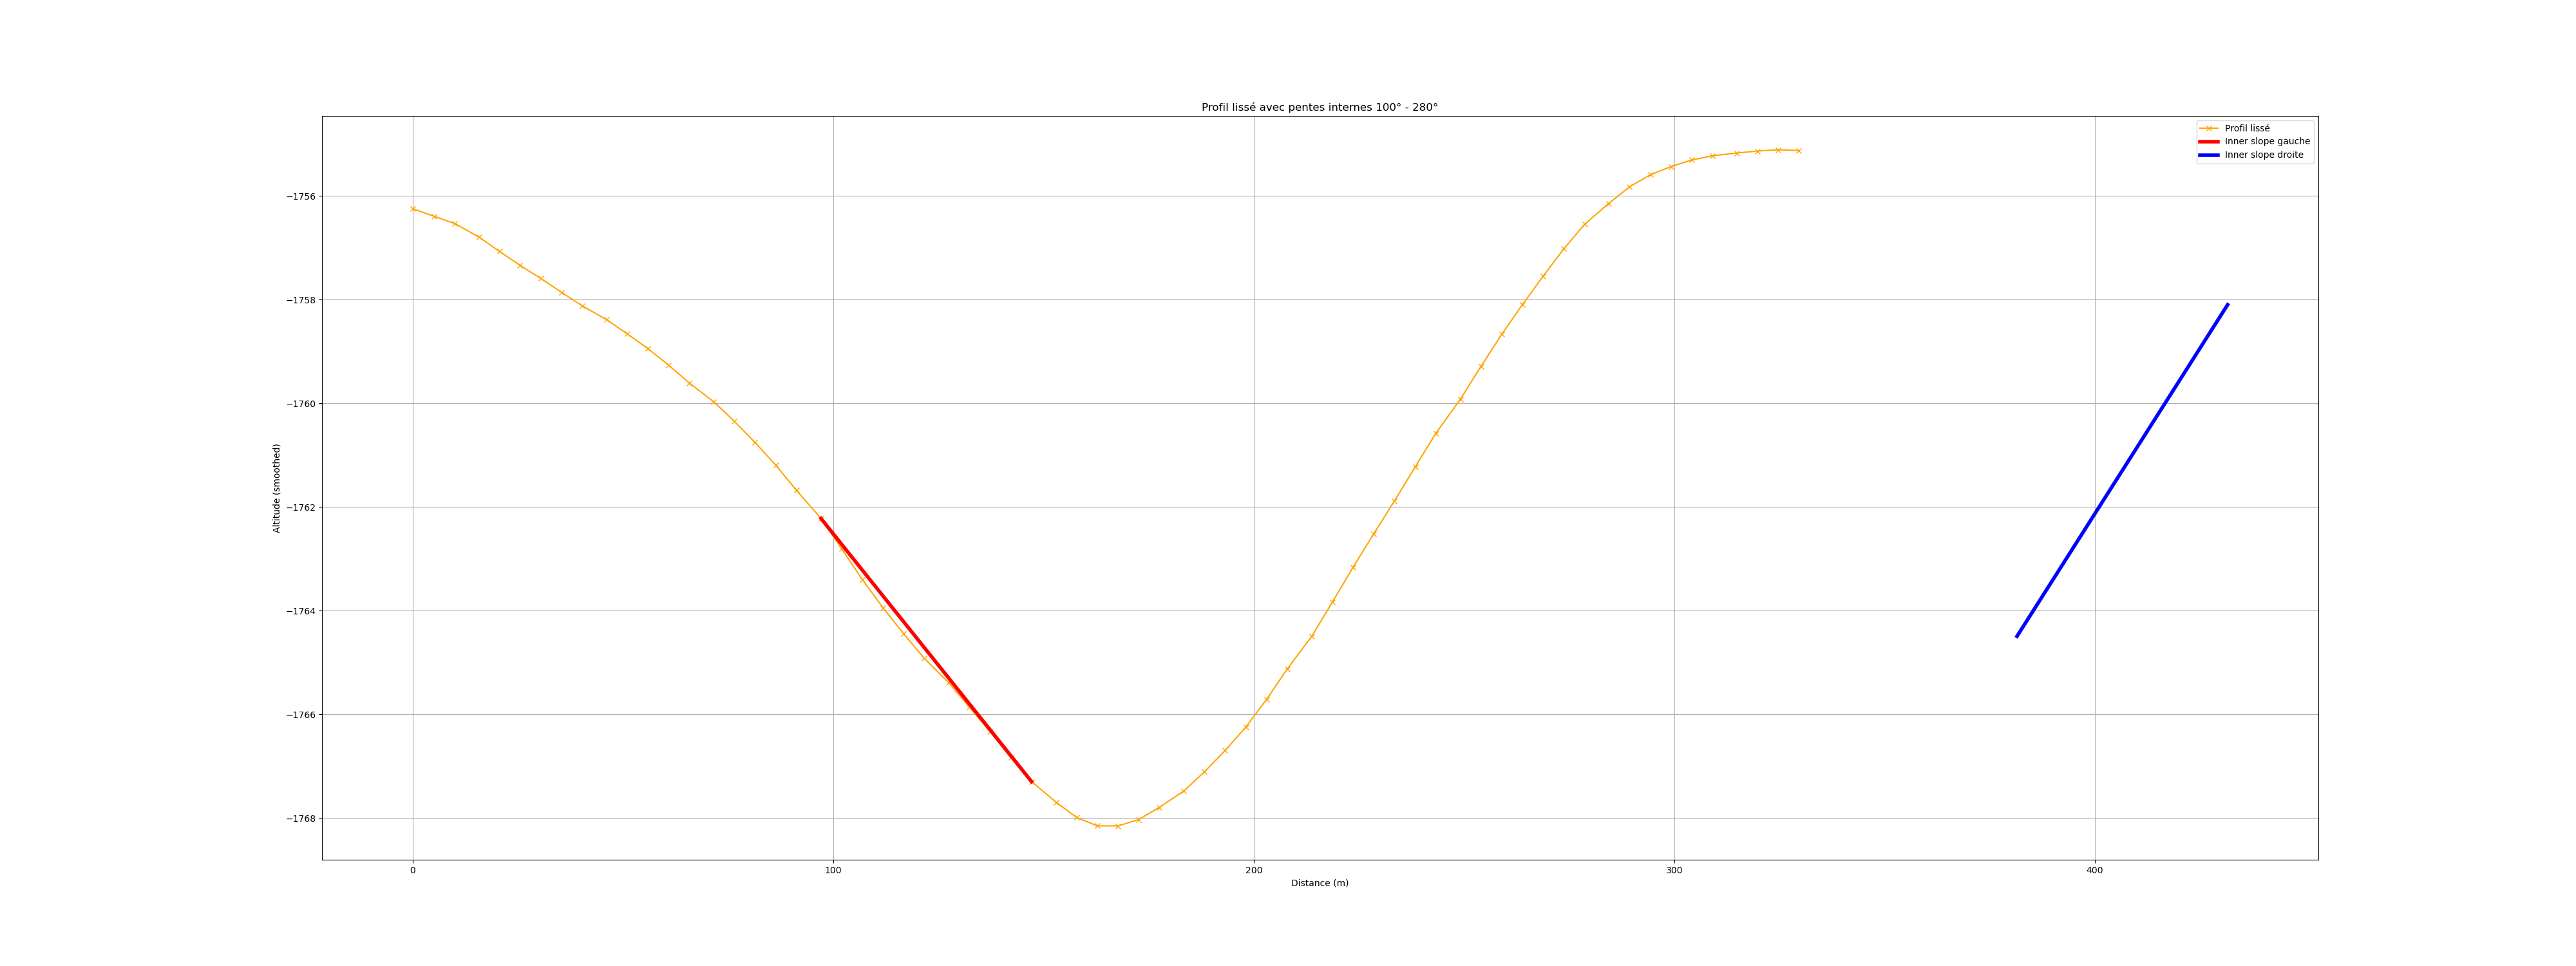 Profil lissé avec pentes internes 100° - 280°
Profil lissé
Inner slope gauche
Inner slope droite
Altitude (smoothed)
−1756
−1758
−1760
−1762
−1764
−1766
−1768
0
100
200
300
400
Distance (m)